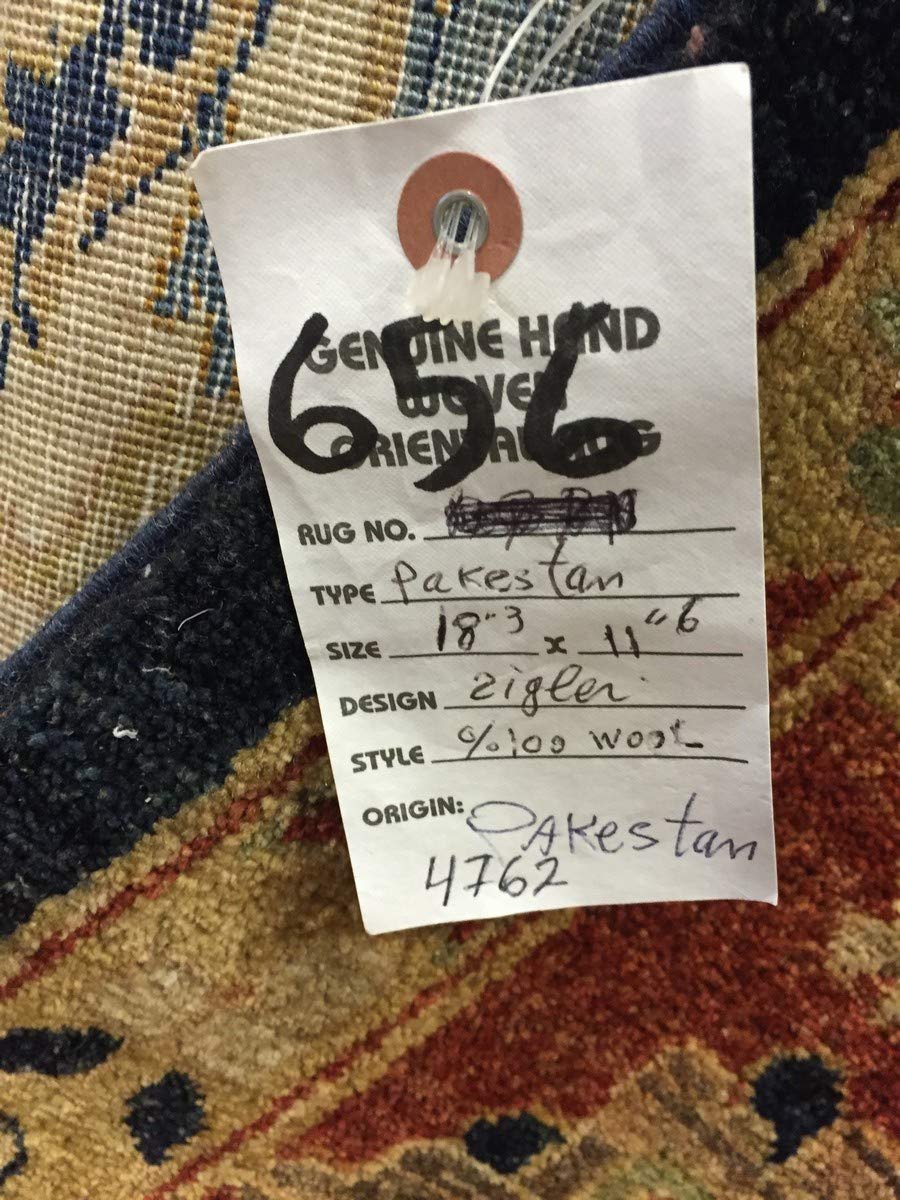 656
GENUINE HAND
WOVEN
ORIENTAL RUG
RUG NO.
TYPE Pakestan
SIZE 18"3 x 11"6
DESIGN zigler
STYLE %100 wool
ORIGIN: Pakestan
4762